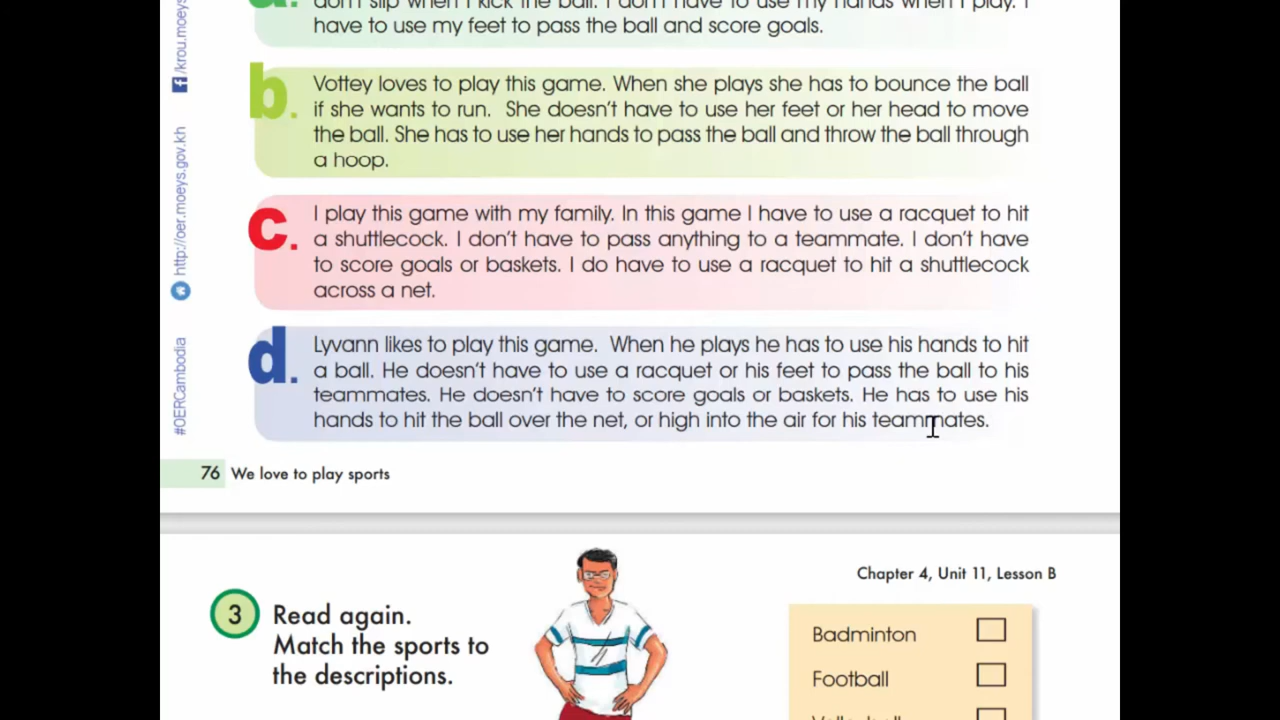 don't slip when I kick the ball. I don't have to use my hands when I play. I
have to use my feet to pass the ball and score goals.
b.
Vottey loves to play this game. When she plays she has to bounce the ball
if she wants to run. She doesn't have to use her feet or her head to move
the ball. She has to use her hands to pass the ball and throw the ball through
a hoop.
c.
I play this game with my family. In this game I have to use a racquet to hit
a shuttlecock. I don't have to pass anything to a teammate. I don't have
to score goals or baskets. I do have to use a racquet to hit a shuttlecock
across a net.
d.
Lyvann likes to play this game. When he plays he has to use his hands to hit
a ball. He doesn't have to use a racquet or his feet to pass the ball to his
teammates. He doesn't have to score goals or baskets. He has to use his
hands to hit the ball over the net, or high into the air for his teammates.
/krou.moeys
http://oer.moeys.gov.kh
#OERCambodia
76 We love to play sports
Chapter 4, Unit 11, Lesson B
3
Read again.
Match the sports to
the descriptions.
Badminton
Football
Volleyball